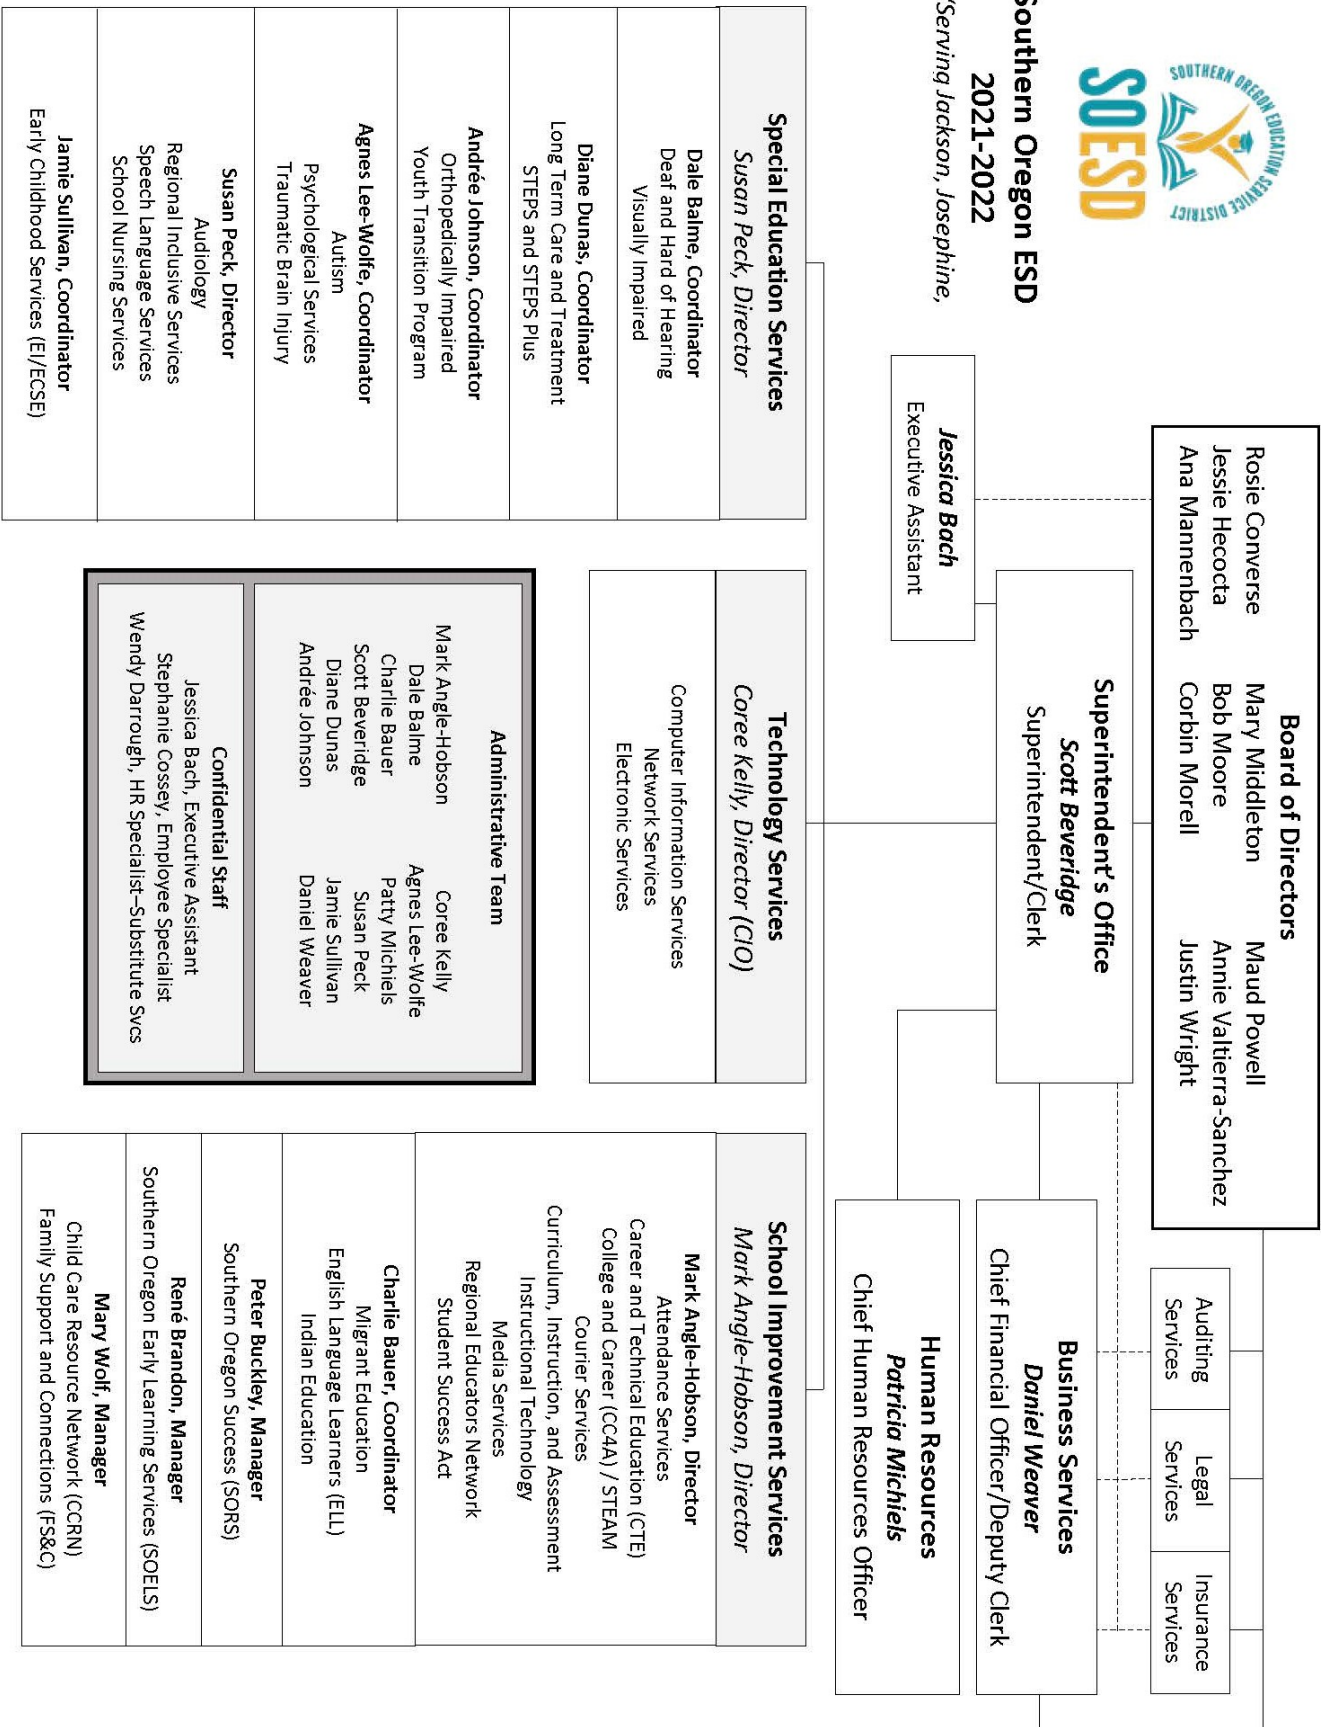 SOUTHERN OREGON EDUCATION SERVICE DISTRICT
SOESD
Southern Oregon ESD
2021-2022
"Serving Jackson, Josephine,
Board of Directors
Rosie Converse
Jessie Hecocta
Ana Mannenbach
Mary Middleton
Bob Moore
Corbin Morell
Maud Powell
Annie Valtierra-Sanchez
Justin Wright
Auditing
Services
Legal
Services
Insurance
Services
Superintendent's Office
Scott Beveridge
Superintendent/Clerk
Jessica Bach
Executive Assistant
Business Services
Daniel Weaver
Chief Financial Officer/Deputy Clerk
Human Resources
Patricia Michiels
Chief Human Resources Officer
Special Education Services
Susan Peck, Director
Dale Balme, Coordinator
Deaf and Hard of Hearing
Visually Impaired
Diane Dunas, Coordinator
Long Term Care and Treatment
STEPS and STEPS Plus
Andrée Johnson, Coordinator
Orthopedically Impaired
Youth Transition Program
Agnes Lee-Wolfe, Coordinator
Autism
Psychological Services
Traumatic Brain Injury
Susan Peck, Director
Audiology
Regional Inclusive Services
Speech Language Services
School Nursing Services
Jamie Sullivan, Coordinator
Early Childhood Services (EI/ECSE)
Technology Services
Coree Kelly, Director (CIO)
Computer Information Services
Network Services
Electronic Services
Administrative Team
Mark Angle-Hobson
Dale Balme
Charlie Bauer
Scott Beveridge
Diane Dunas
Andrée Johnson
Coree Kelly
Agnes Lee-Wolfe
Patty Michiels
Susan Peck
Jamie Sullivan
Daniel Weaver
Confidential Staff
Jessica Bach, Executive Assistant
Stephanie Cossey, Employee Specialist
Wendy Darrough, HR Specialist–Substitute Svcs
School Improvement Services
Mark Angle-Hobson, Director
Mark Angle-Hobson, Director
Attendance Services
Career and Technical Education (CTE)
College and Career (CC4A) / STEAM
Courier Services
Curriculum, Instruction, and Assessment
Instructional Technology
Media Services
Regional Educators Network
Student Success Act
Charlie Bauer, Coordinator
Migrant Education
English Language Learners (ELL)
Indian Education
Peter Buckley, Manager
Southern Oregon Success (SORS)
René Brandon, Manager
Southern Oregon Early Learning Services (SOELS)
Mary Wolf, Manager
Child Care Resource Network (CCRN)
Family Support and Connections (FS&C)